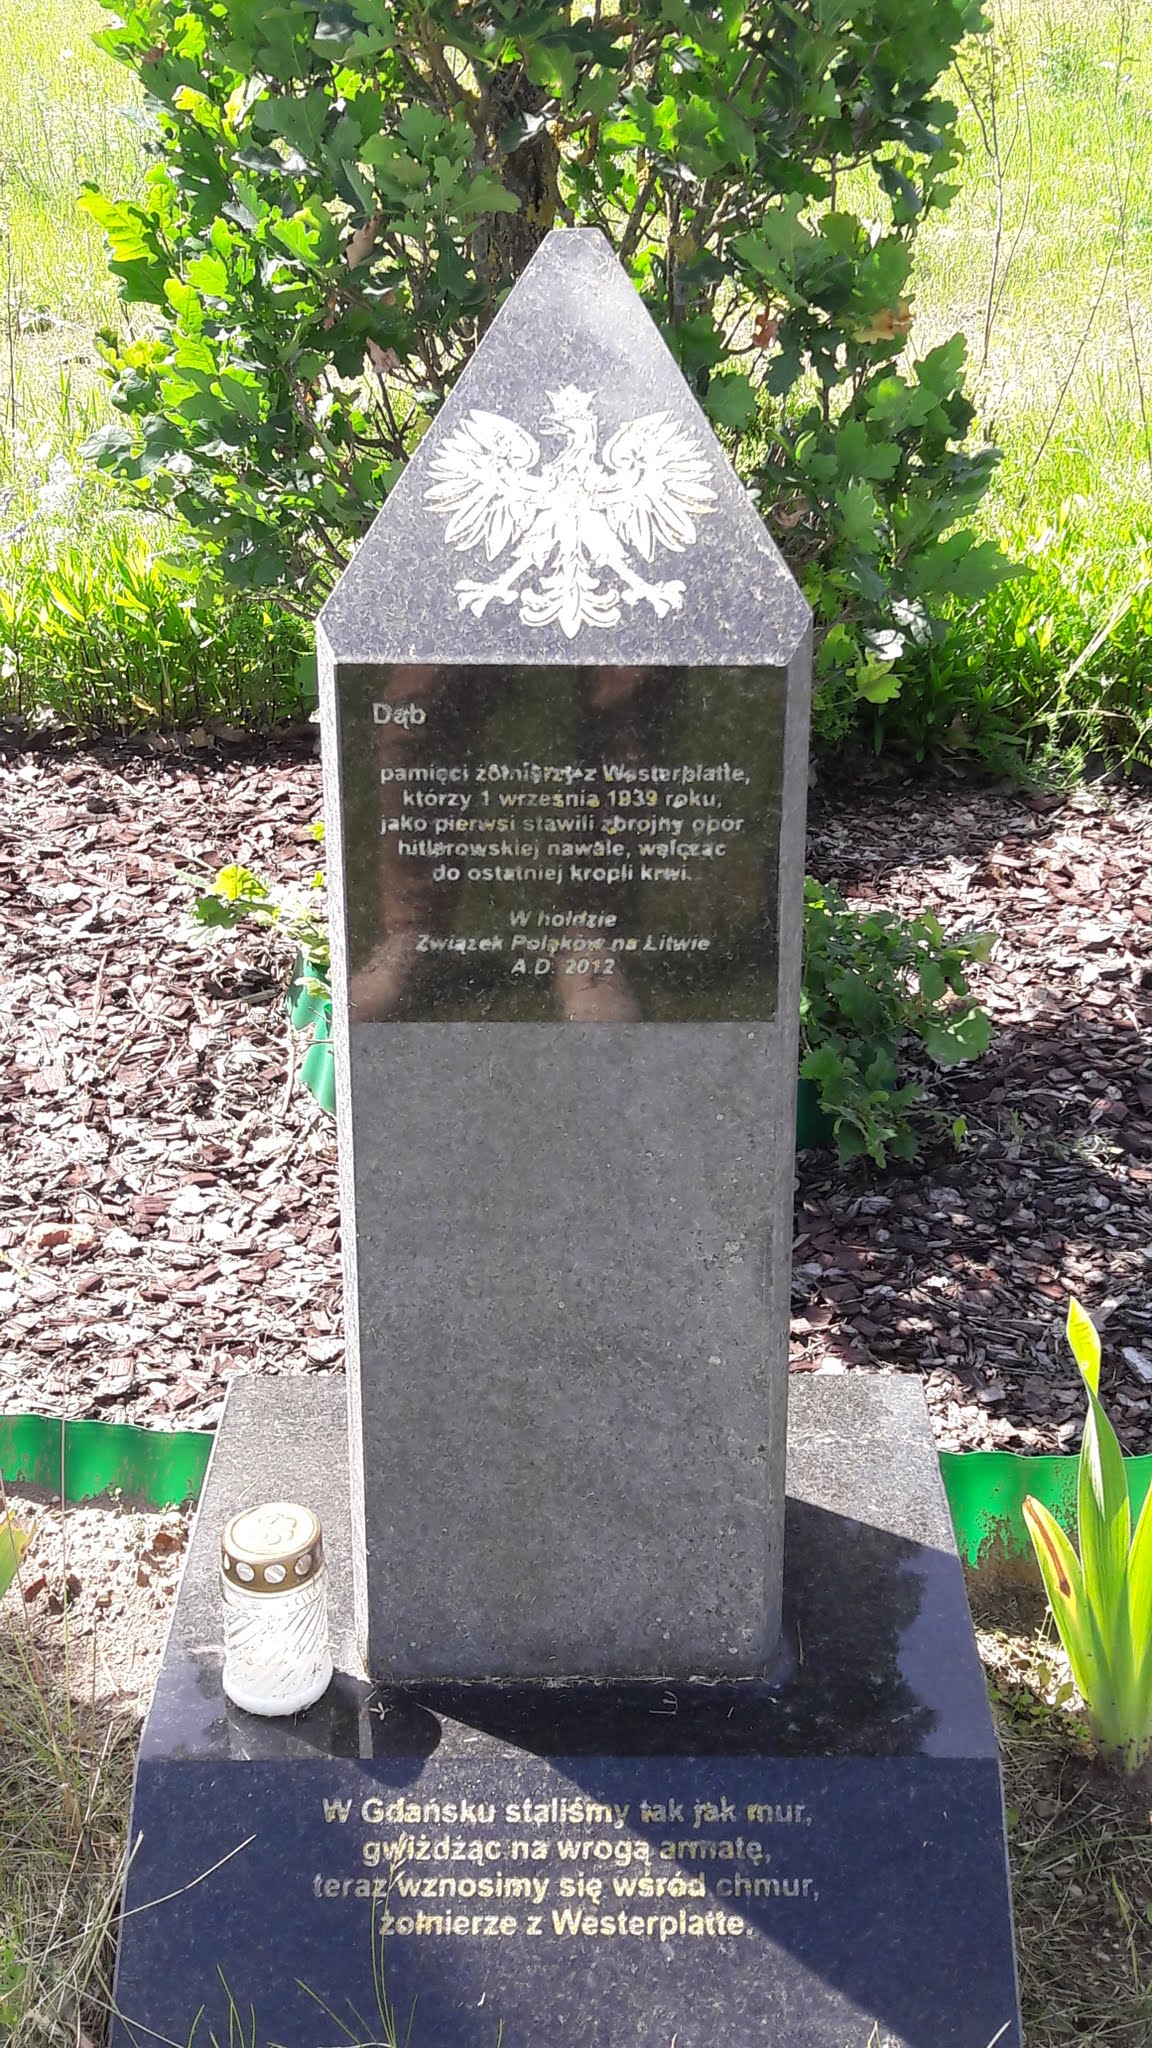 Dąb
pamięci żołnierzy z Westerplatte,
którzy 1 września 1939 roku,
jako pierwsi stawili zbrojny opór
hitlerowskiej nawale, walcząc
do ostatniej kropli krwi.
W hołdzie
Związek Polaków na Litwie
A.D. 2012
W Gdańsku staliśmy tak jak mur,
gwiżdżąc na wrogą armatę,
teraz wznosimy się wśród chmur,
żołnierze z Westerplatte.